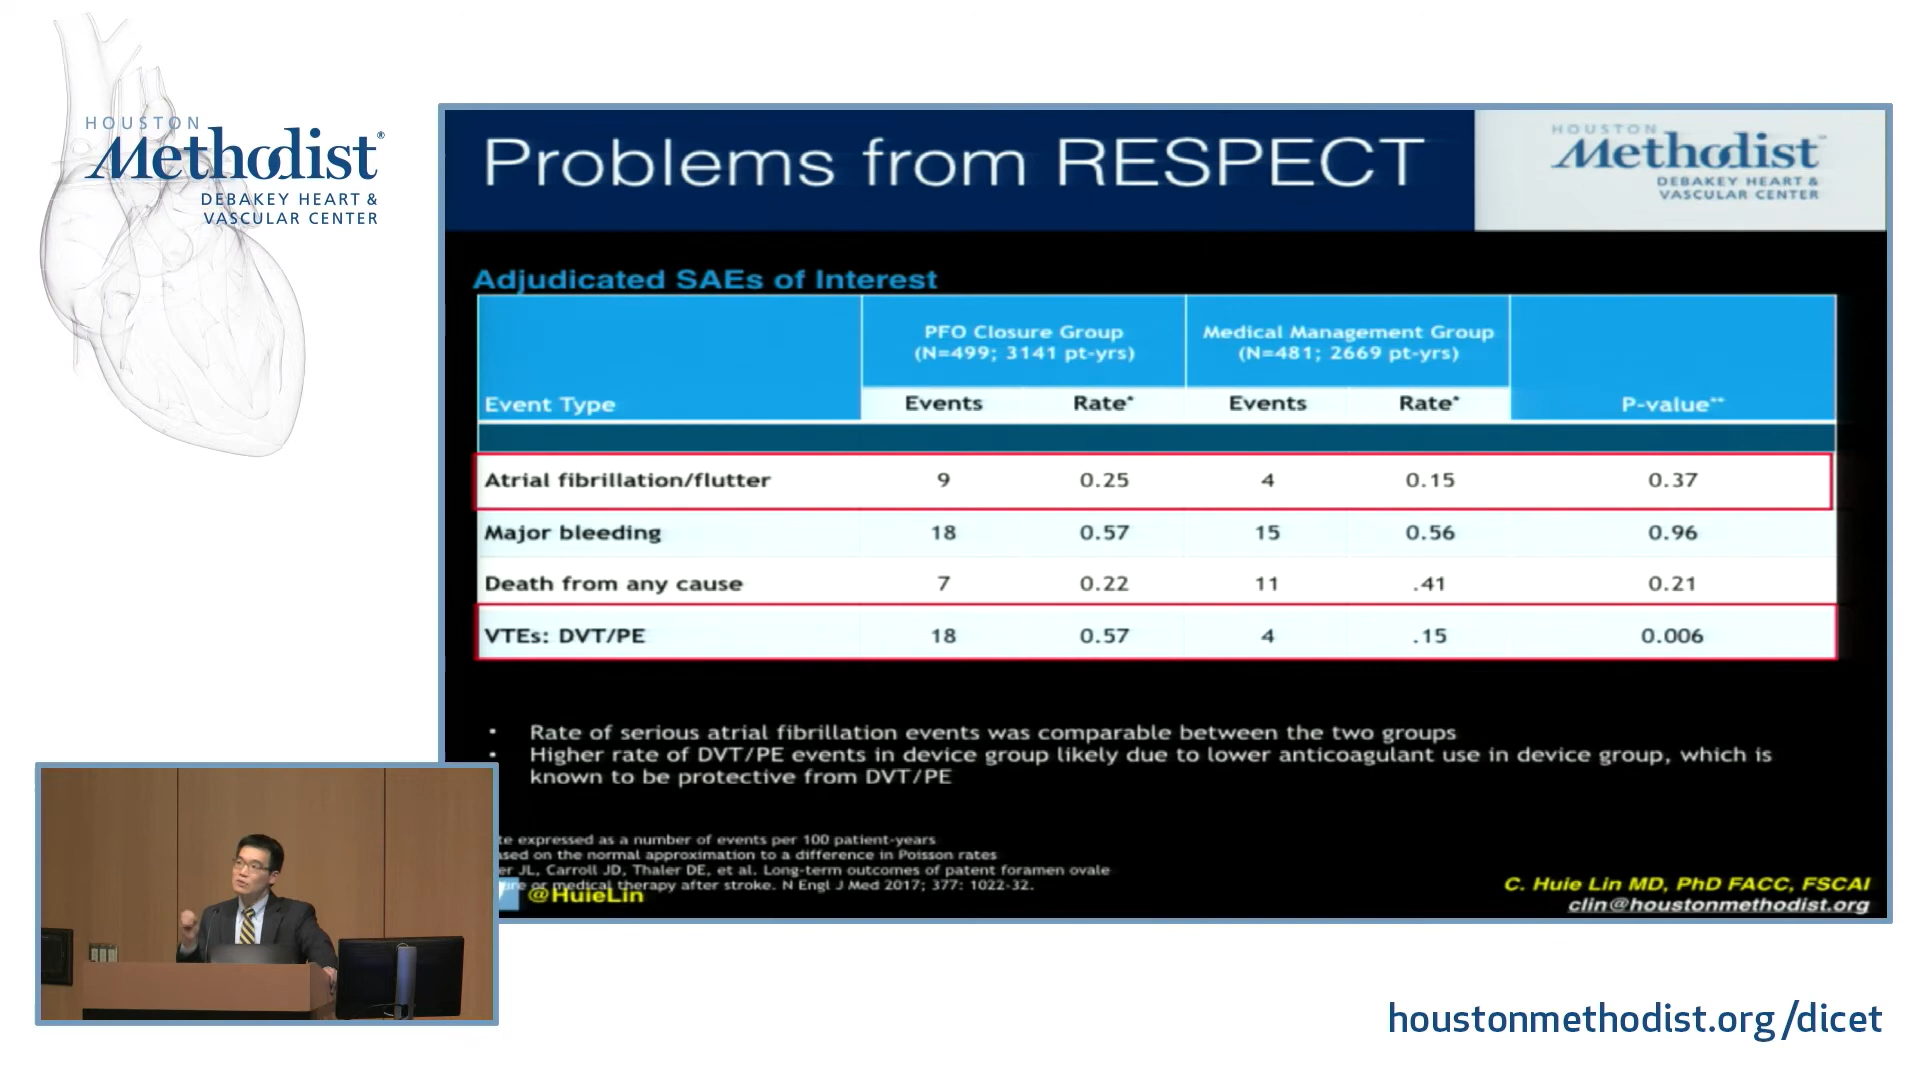 HOUSTON
Methodist®
DEBAKEY HEART &
VASCULAR CENTER
Problems from RESPECT
HOUSTON
Methodist
DEBAKEY HEART &
VASCULAR CENTER
Adjudicated SAEs of Interest
Event Type
PFO Closure Group
(N=499; 3141 pt-yrs)
Medical Management Group
(N=481; 2669 pt-yrs)
Events Rate* Events Rate* P-value**
Atrial fibrillation/flutter 9 0.25 4 0.15 0.37
Major bleeding 18 0.57 15 0.56 0.96
Death from any cause 7 0.22 11 .41 0.21
VTEs: DVT/PE 18 0.57 4 .15 0.006
• Rate of serious atrial fibrillation events was comparable between the two groups
• Higher rate of DVT/PE events in device group likely due to lower anticoagulant use in device group, which is
known to be protective from DVT/PE
expressed as a number of events per 100 patient-years
on the normal approximation to a difference in Poisson rates
JL, Carroll JD, Thaler DE, et al. Long-term outcomes of patent foramen ovale
or medical therapy after stroke. N Engl J Med 2017; 377: 1022-32.
@HuieLin
C. Huie Lin MD, PhD FACC, FSCAI
clin@houstonmethodist.org
houstonmethodist.org/dicet